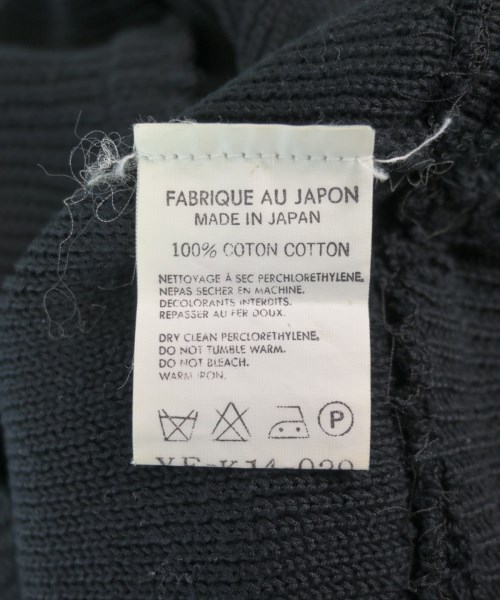 FABRIQUE AU JAPON
MADE IN JAPAN
100% COTON COTTON
NETTOYAGE À SEC PERCHLORETHYLENE.
NEPAS SECHER EN MACHINE.
DECOLORANTS INTERDITS.
REPASSER AU FER DOUX.
DRY CLEAN PERCLORETHYLENE.
DO NOT TUMBLE WARM.
DO NOT BLEACH.
WARM IRON.
P